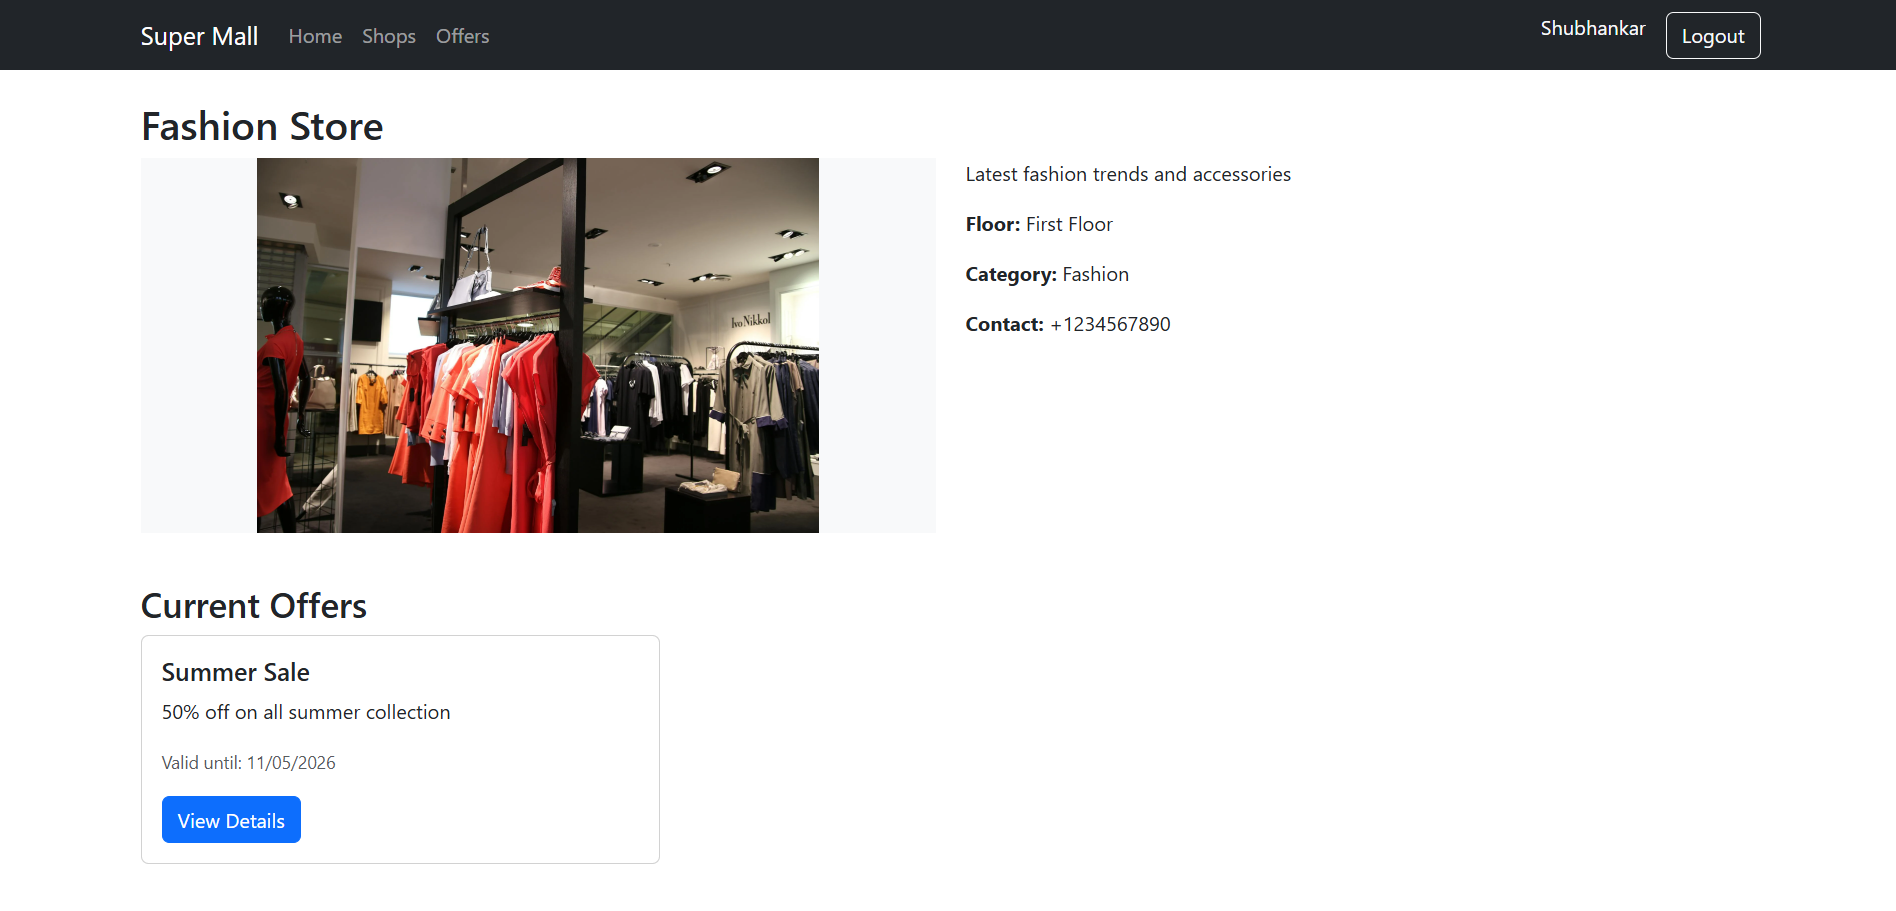 Super Mall Home Shops Offers Shubhankar Logout
Fashion Store
Ivo Nikkol
Latest fashion trends and accessories
Floor: First Floor
Category: Fashion
Contact: +1234567890
Current Offers
Summer Sale
50% off on all summer collection
Valid until: 11/05/2026
View Details